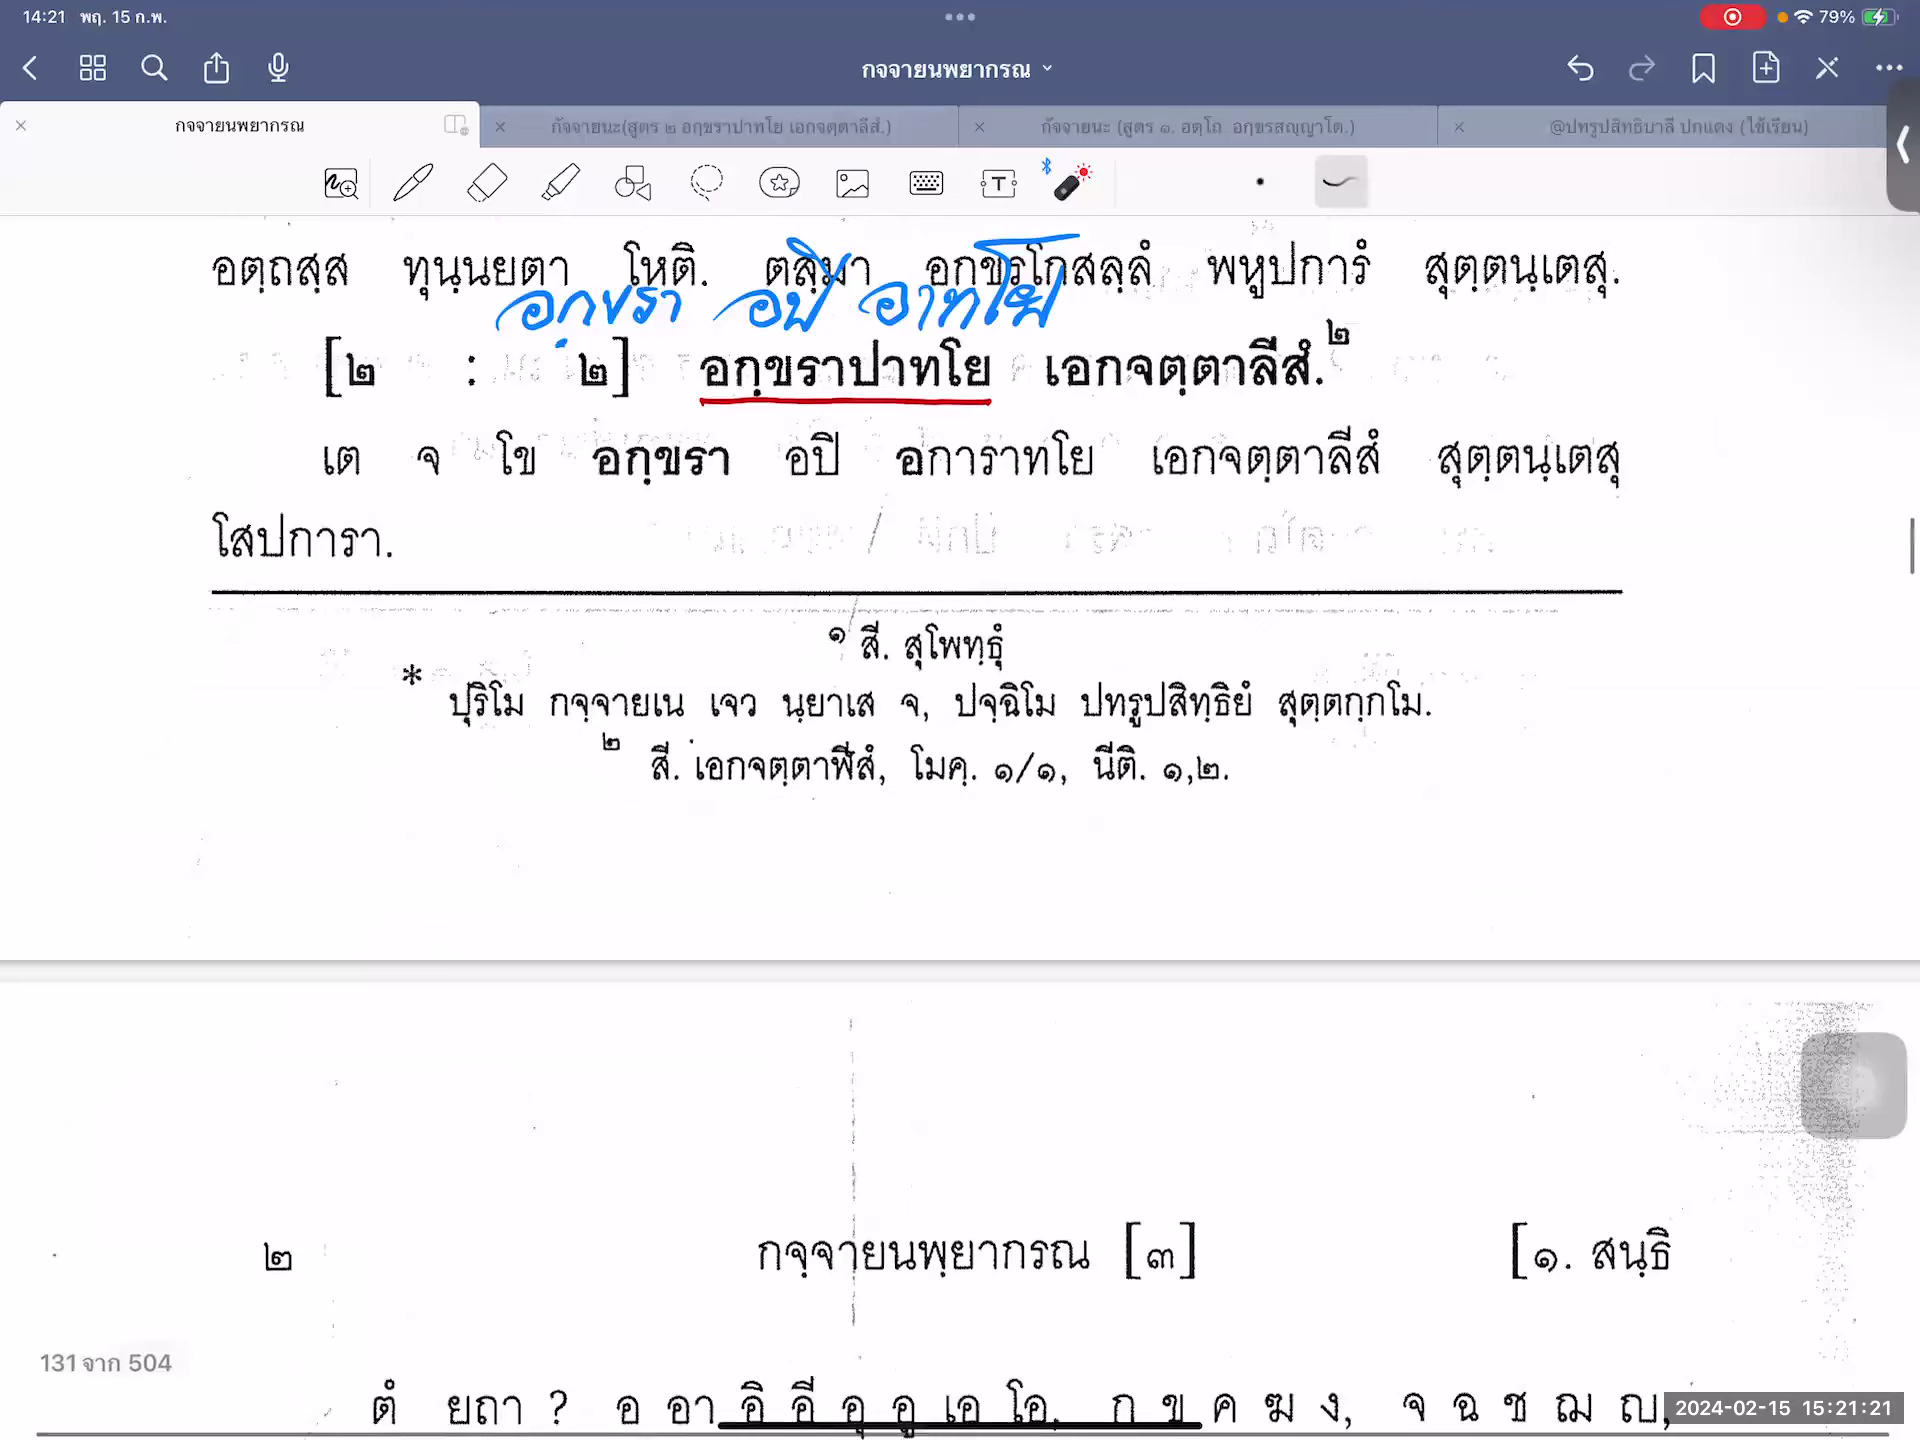 14:21 พฤ. 15 ก.พ.
79%
กจจายนพยากรณ
กจจายนพยากรณ
กัจจายนะ(สูตร ๒ อกฺขราปาทโย เอกจตฺตาลีสํ.)
กัจจายนะ (สูตร ๑. อตฺโถ อกฺขรสญฺญาโต.)
@ปทรูปสิทธิบาลี ปกแดง (ใช้เรียน)
อตฺถสฺส ทุนฺนยตา โหติ. ตสฺมา อกฺขรโกสลฺลํ พหูปการํ สุตฺตนฺเตสุ.
อกฺขรา อปิ อาทโย
[๒ : ๒] อกฺขราปาทโย เอกจตฺตาลีสํ.๒
เต จ โข อกฺขรา อปิ อการาทโย เอกจตฺตาลีสํ สุตฺตนฺเตสุ
โสปการา.
๑ สี. สุโพทฺธุํ
* ปุริโม กจฺจายเน เจว นฺยาเส จ, ปจฺฉิโม ปทรูปสิทฺธิยํ สุตฺตกฺกโม.
๒ สี. เอกจตฺตาฬีสํ, โมคฺ. ๑/๑, นีติ. ๑,๒.
๒ กจฺจายนพฺยากรณ [๓] [๑. สนฺธิ
131 จาก 504
ตํ ยถา ? อ อา อิ อี อุ อู เอ โอ. ก ข ค ฆ ง, จ ฉ ช ฌ ญ,
2024-02-15 15:21:21